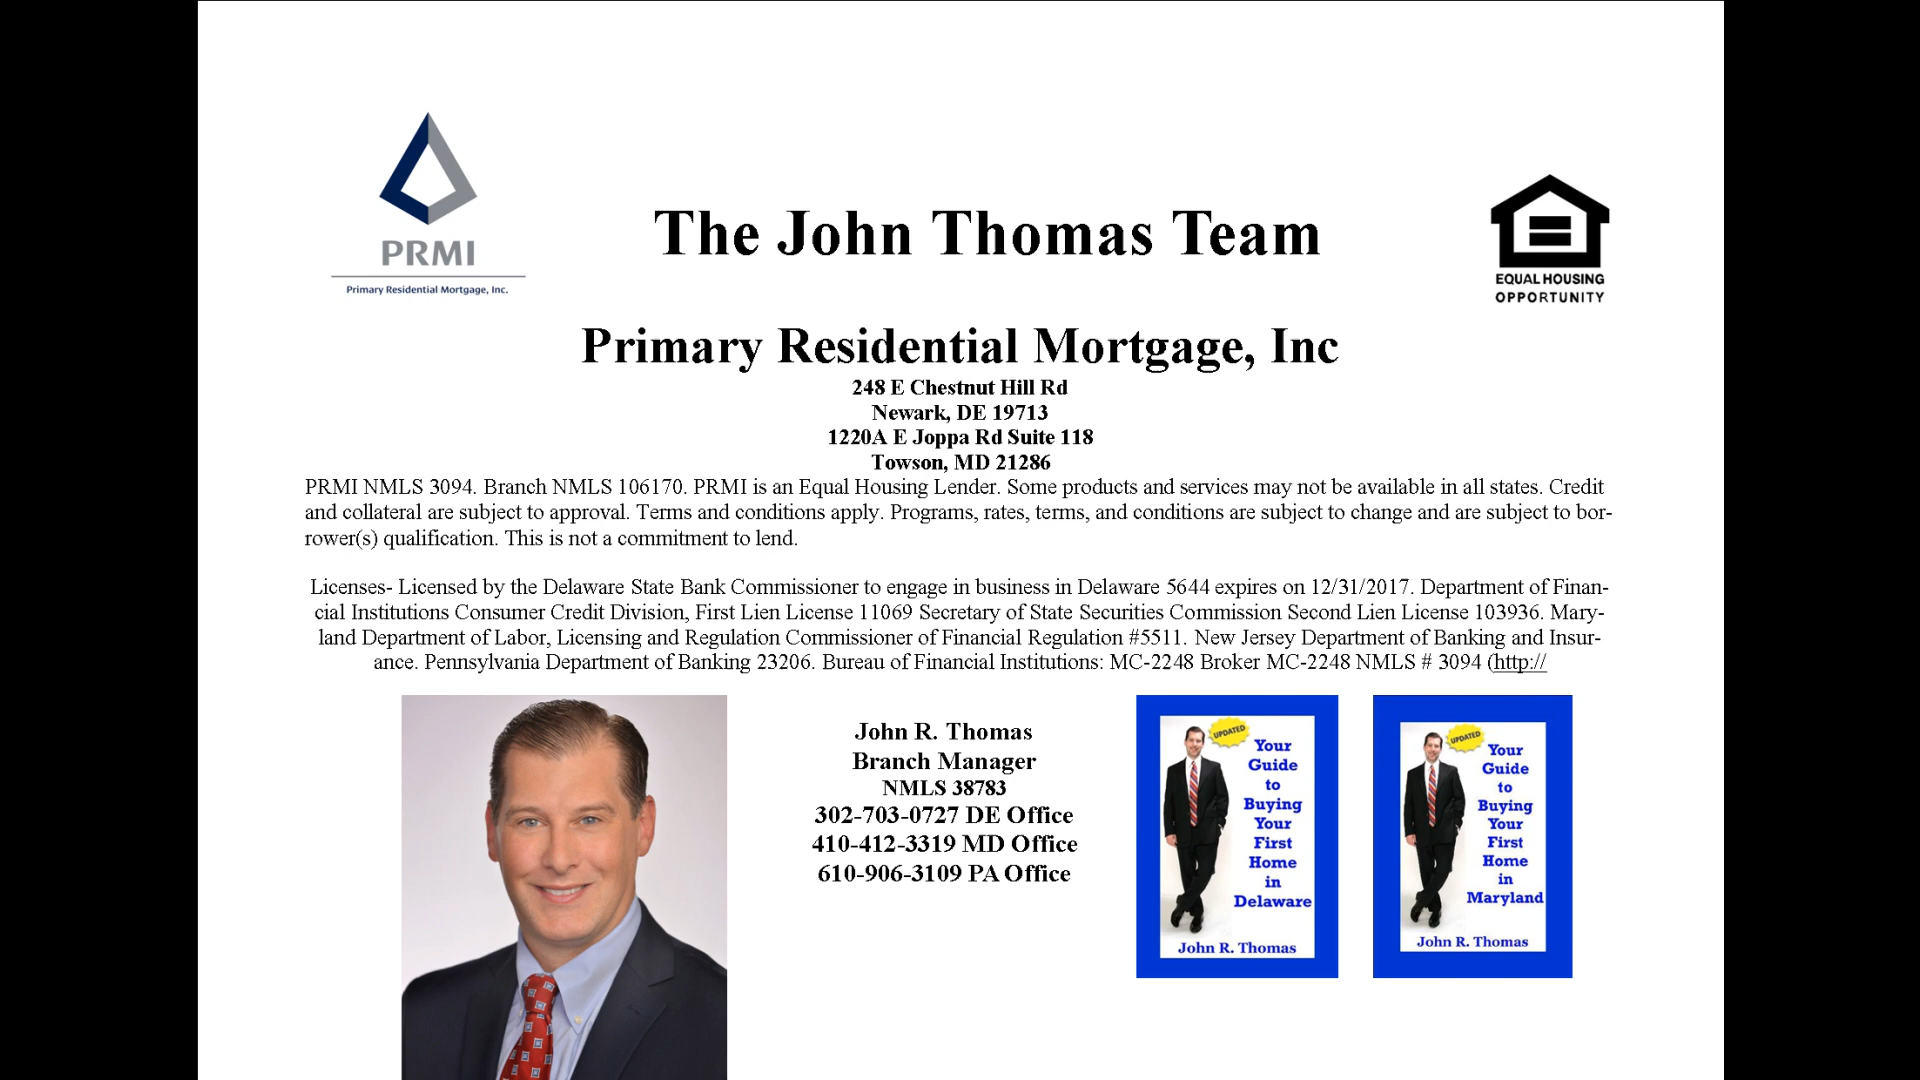 PRMI
Primary Residential Mortgage, Inc.
The John Thomas Team
EQUAL HOUSING
OPPORTUNITY
Primary Residential Mortgage, Inc
248 E Chestnut Hill Rd
Newark, DE 19713
1220A E Joppa Rd Suite 118
Towson, MD 21286
PRMI NMLS 3094. Branch NMLS 106170. PRMI is an Equal Housing Lender. Some products and services may not be available in all states. Credit
and collateral are subject to approval. Terms and conditions apply. Programs, rates, terms, and conditions are subject to change and are subject to bor-
rower(s) qualification. This is not a commitment to lend.
Licenses- Licensed by the Delaware State Bank Commissioner to engage in business in Delaware 5644 expires on 12/31/2017. Department of Finan-
cial Institutions Consumer Credit Division, First Lien License 11069 Secretary of State Securities Commission Second Lien License 103936. Mary-
land Department of Labor, Licensing and Regulation Commissioner of Financial Regulation #5511. New Jersey Department of Banking and Insur-
ance. Pennsylvania Department of Banking 23206. Bureau of Financial Institutions: MC-2248 Broker MC-2248 NMLS # 3094 (http://
John R. Thomas
Branch Manager
NMLS 38783
302-703-0727 DE Office
410-412-3319 MD Office
610-906-3109 PA Office
UPDATED
Your
Guide
to
Buying
Your
First
Home
in
Delaware
John R. Thomas
UPDATED
Your
Guide
to
Buying
Your
First
Home
in
Maryland
John R. Thomas